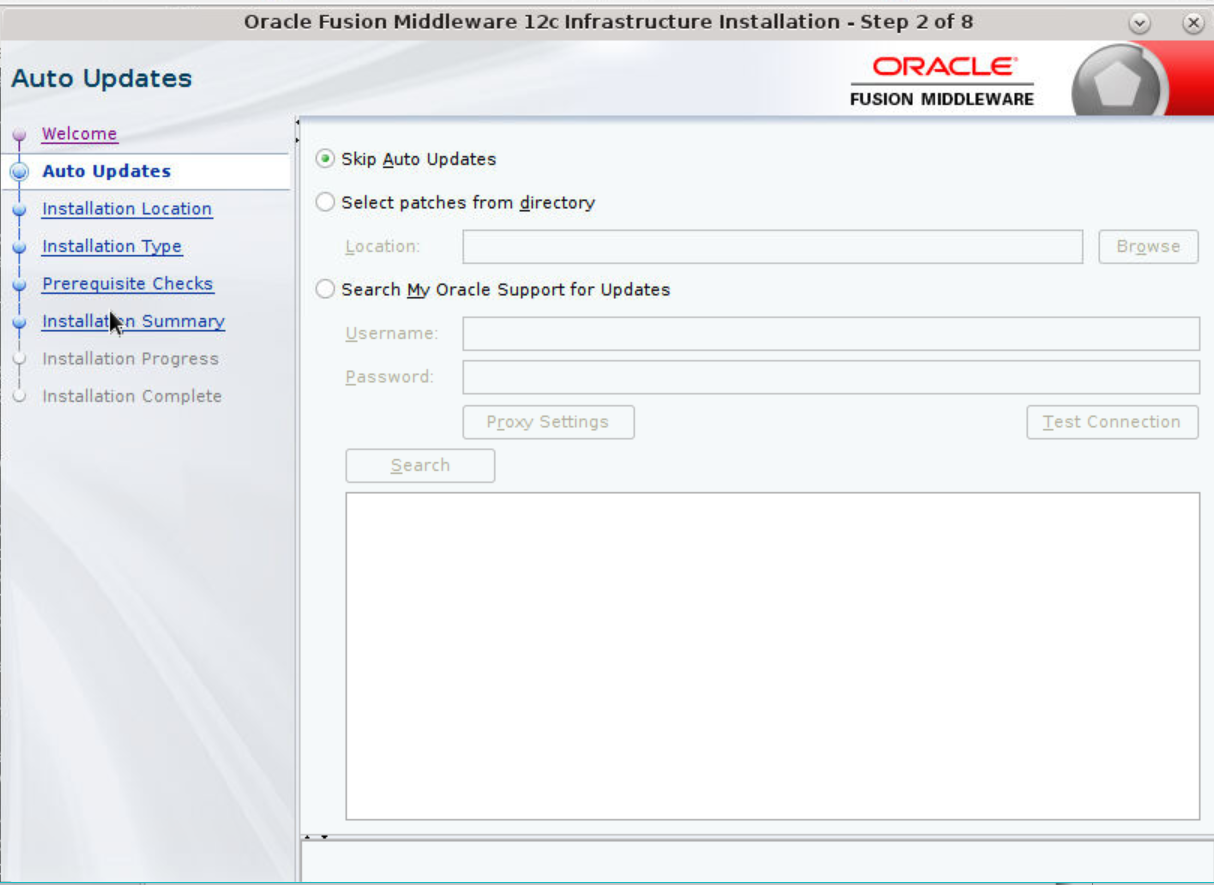 Oracle Fusion Middleware 12c Infrastructure Installation - Step 2 of 8
Auto Updates
ORACLE
FUSION MIDDLEWARE
Welcome
Auto Updates
Installation Location
Installation Type
Prerequisite Checks
Installation Summary
Installation Progress
Installation Complete
Skip Auto Updates
Select patches from directory
Location:
Browse
Search My Oracle Support for Updates
Username:
Password:
Proxy Settings
Test Connection
Search